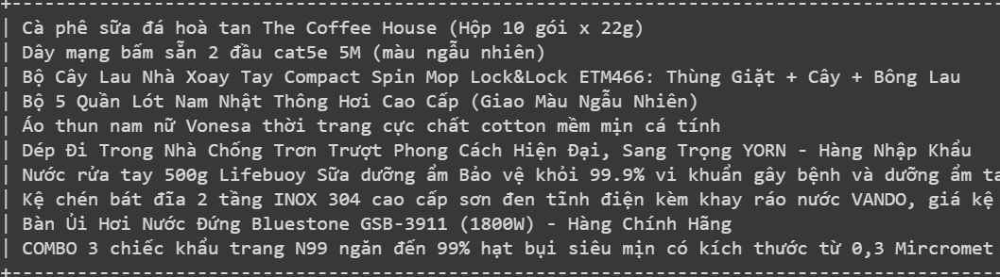 Cà phê sữa đá hoà tan The Coffee House (Hộp 10 gói x 22g)
Dây mạng bấm sẵn 2 đầu cat5e 5M (màu ngẫu nhiên)
Bộ Cây Lau Nhà Xoay Tay Compact Spin Mop Lock&Lock ETM466: Thùng Giặt + Cây + Bông Lau
Bộ 5 Quần Lót Nam Nhật Thông Hơi Cao Cấp (Giao Màu Ngẫu Nhiên)
Áo thun nam nữ Vonesa thời trang cực chất cotton mềm mịn cá tính
Dép Đi Trong Nhà Chống Trơn Trượt Phong Cách Hiện Đại, Sang Trọng YORN - Hàng Nhập Khẩu
Nước rửa tay 500g Lifebuoy Sữa dưỡng ẩm Bảo vệ khỏi 99.9% vi khuẩn gây bệnh và dưỡng ẩm
Kệ chén bát đĩa 2 tầng INOX 304 cao cấp sơn đen tĩnh điện kèm khay ráo nước VANDO, giá kệ
Bàn Ủi Hơi Nước Đứng Bluestone GSB-3911 (1800W) - Hàng Chính Hãng
COMBO 3 chiếc khẩu trang N99 ngăn đến 99% hạt bụi siêu mịn có kích thước từ 0,3 Mircromet